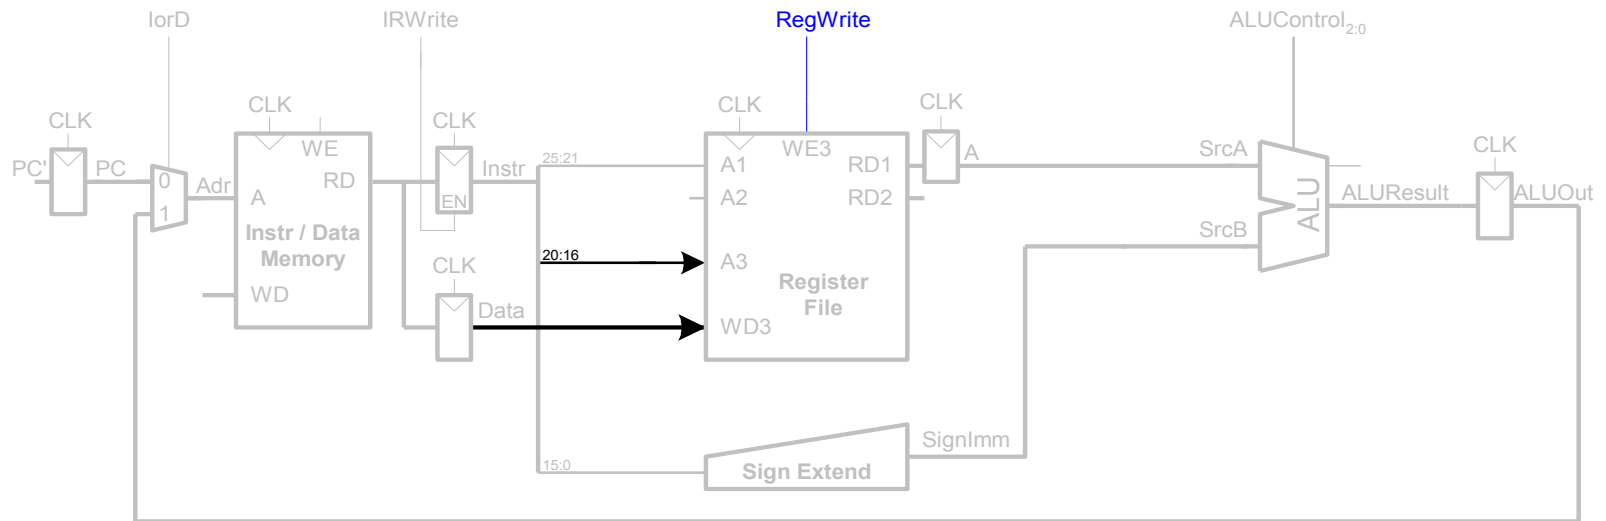 IorD
IRWrite
RegWrite
ALUControl2:0
CLK
CLK
CLK
CLK
CLK
CLK
PC'
PC
0
1
Adr
WE
RD
A
Instr / Data
Memory
WD
EN
Instr
25:21
A1
WE3
RD1
A
SrcA
A2
RD2
ALU
ALUResult
ALUOut
SrcB
20:16
A3
CLK
Register
File
Data
WD3
SignImm
15:0
Sign Extend